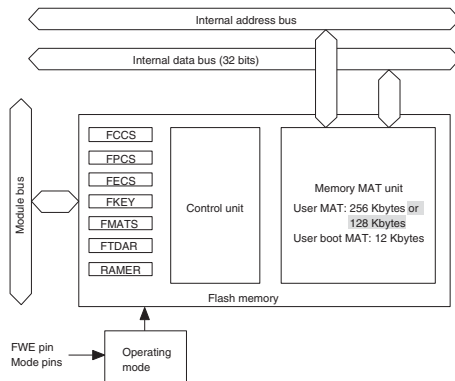 Internal address bus
Internal data bus (32 bits)
Module bus
FCCS
FPCS
FECS
FKEY
FMATS
FTDAR
RAMER
Control unit
Memory MAT unit
User MAT: 256 Kbytes or
128 Kbytes
User boot MAT: 12 Kbytes
Flash memory
FWE pin
Mode pins
Operating
mode